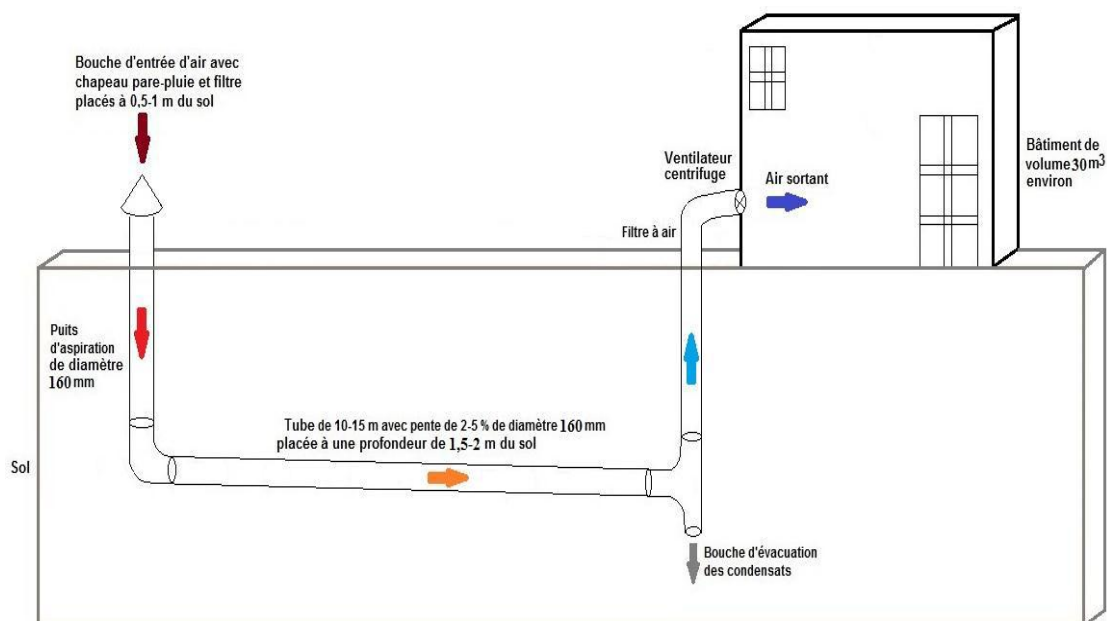 Bouche d'entrée d'air avec
chapeau pare-pluie et filtre
placés à 0,5-1 m du sol
Ventilateur
centrifuge
Air sortant
Bâtiment de
volume 30 m³
environ
Filtre à air
Puits
d'aspiration
de diamètre
160 mm
Tube de 10-15 m avec pente de 2-5 % de diamètre 160 mm
placée à une profondeur de 1,5-2 m du sol
Sol
Bouche d'évacuation
des condensats